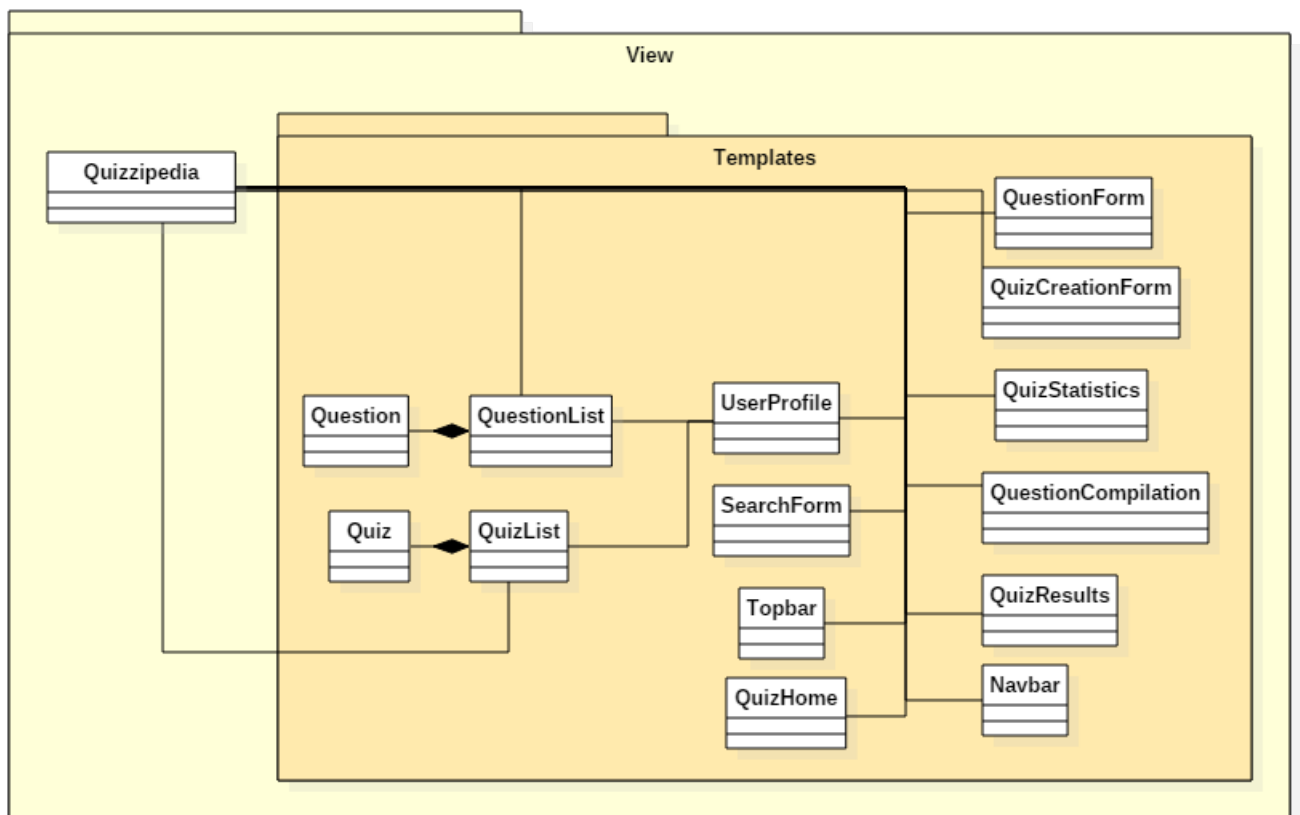 View
Templates
Quizzipedia
QuestionForm
QuizCreationForm
QuizStatistics
Question
QuestionList
UserProfile
QuestionCompilation
SearchForm
Quiz
QuizList
QuizResults
Topbar
Navbar
QuizHome